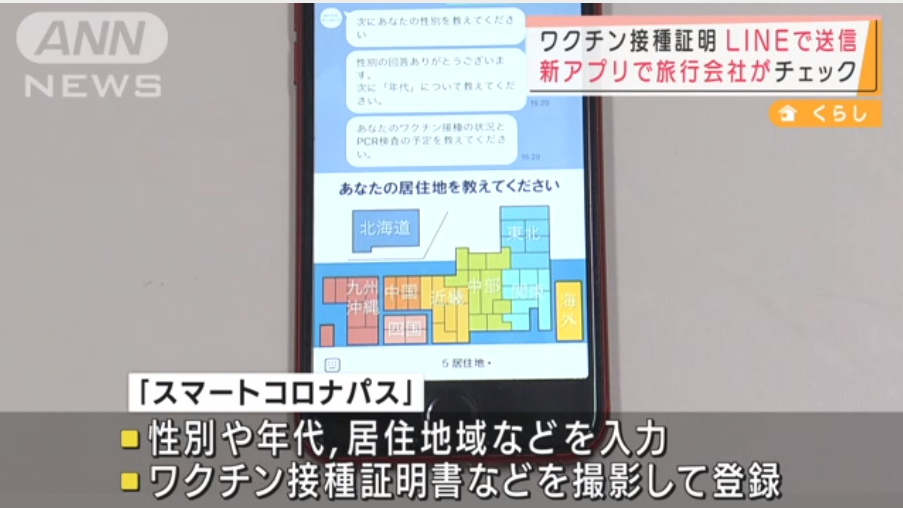 ANN
NEWS
ワクチン接種証明 LINEで送信
新アプリで旅行会社がチェック
くらし
次にあなたの性別を教えてくださ
い
性別の回答ありがとうございま
す。
次に「年代」について教えてくだ
さい。
16:20
あなたのワクチン接種の状況と
PCR検査の予定を教えてくださ
い。
16:20
あなたの居住地を教えてください
北海道
東北
九州
沖縄
中国
近畿
中部
関東
海外
四国
5居住地
「スマートコロナパス」
性別や年代,居住地域などを入力
ワクチン接種証明書などを撮影して登録